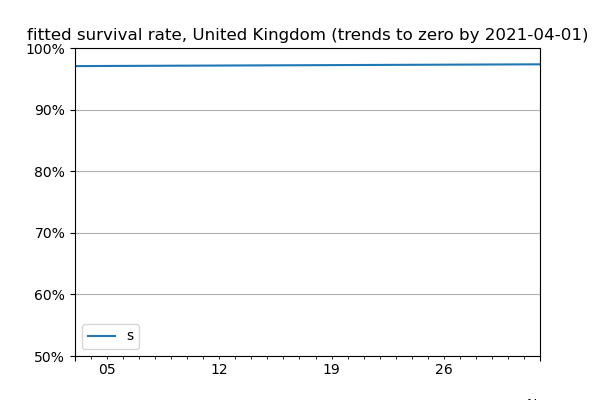 fitted survival rate, United Kingdom (trends to zero by 2021-04-01)
100%
90%
80%
70%
60%
50%
s
05 12 19 26